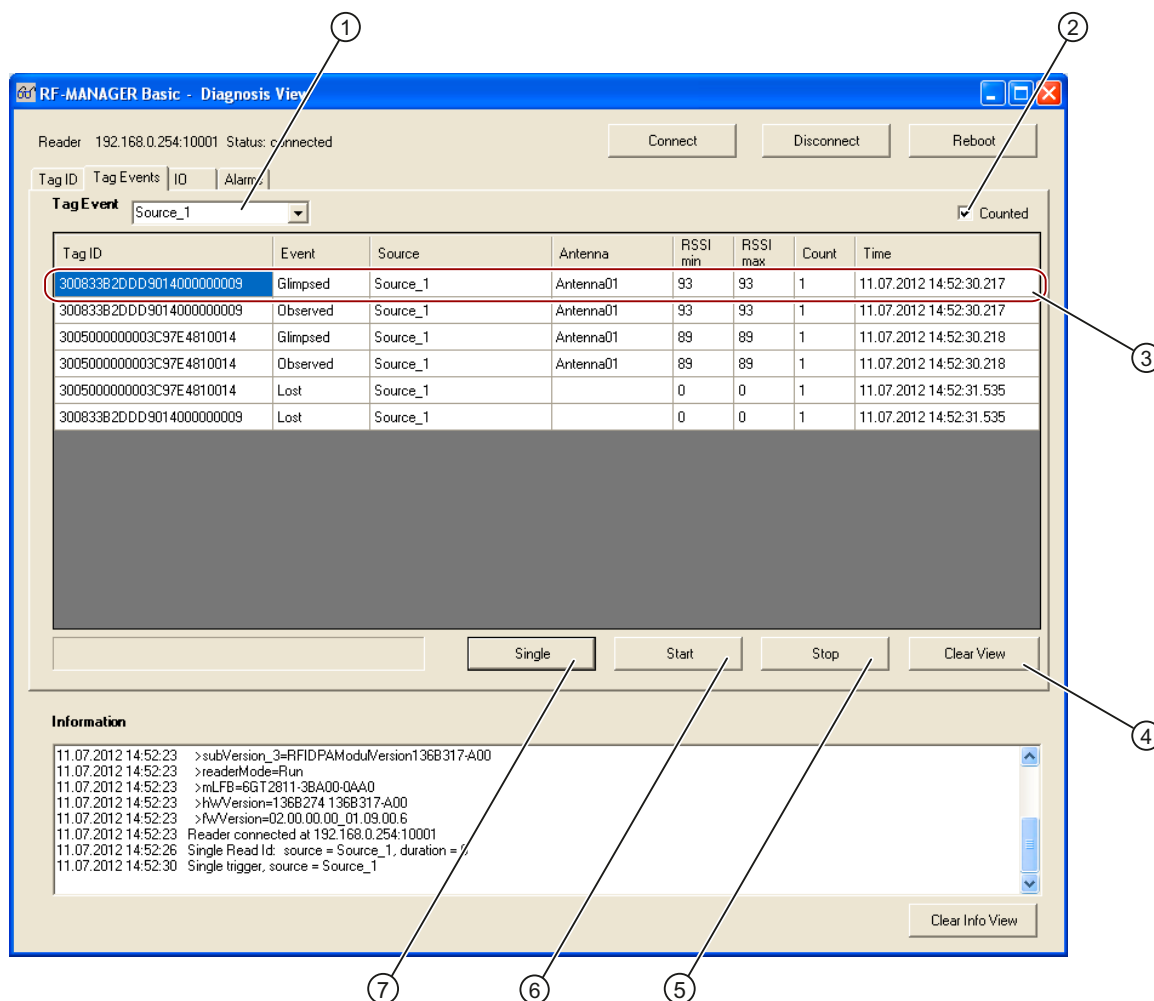 1 2
RF-MANAGER Basic - Diagnosis View
Reader 192.168.0.254:10001 Status: connected Connect Disconnect Reboot
Tag ID Tag Events IO Alarms
Tag Event Source_1 Counted
Tag ID Event Source Antenna RSSI min RSSI max Count Time
300833B2DDD9014000000009 Glimpsed Source_1 Antenna01 93 93 1 11.07.2012 14:52:30.217
300833B2DDD9014000000009 Observed Source_1 Antenna01 93 93 1 11.07.2012 14:52:30.217
3
3005000000003C97E4810014 Glimpsed Source_1 Antenna01 89 89 1 11.07.2012 14:52:30.218
3005000000003C97E4810014 Observed Source_1 Antenna01 89 89 1 11.07.2012 14:52:30.218
3005000000003C97E4810014 Lost Source_1 0 0 1 11.07.2012 14:52:31.535
300833B2DDD9014000000009 Lost Source_1 0 0 1 11.07.2012 14:52:31.535
Single Start Stop Clear View
4
Information
11.07.2012 14:52:23 >subVersion_3=RFIDPAModulVersion136B317-A00
11.07.2012 14:52:23 >readerMode=Run
11.07.2012 14:52:23 >mLFB=6GT2811-3BA00-0AA0
11.07.2012 14:52:23 >hWVersion=136B274 136B317-A00
11.07.2012 14:52:23 >fWVersion=02.00.00.00_01.09.00.6
11.07.2012 14:52:23 Reader connected at 192.168.0.254:10001
11.07.2012 14:52:26 Single Read Id: source = Source_1, duration =
11.07.2012 14:52:30 Single trigger, source = Source_1
Clear Info View
7 6 5